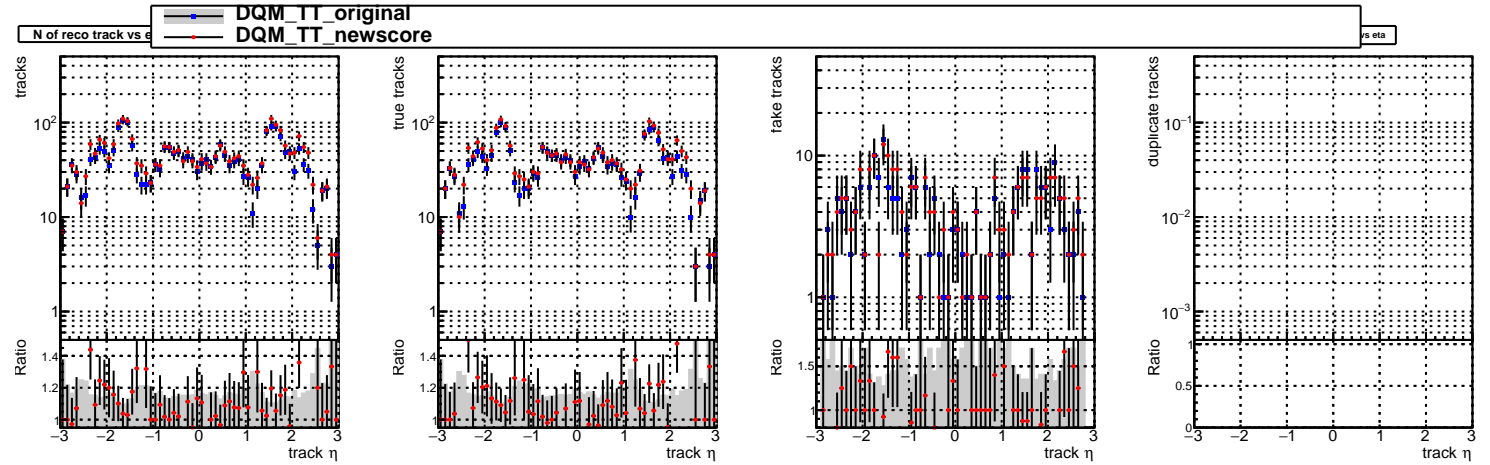 DQM_TT_original
DQM_TT_newscore
N of reco track vs e
vs eta
tracks
10²
10
1
Ratio
1.4
1.2
1
−3 −2 −1 0 1 2 3
track η
true tracks
10²
10
1
Ratio
1.4
1.2
1
−3 −2 −1 0 1 2 3
track η
fake tracks
10
1
Ratio
1.5
1
−3 −2 −1 0 1 2 3
track η
duplicate tracks
10⁻¹
10⁻²
10⁻³
Ratio
1
0.5
0
−3 −2 −1 0 1 2 3
track η